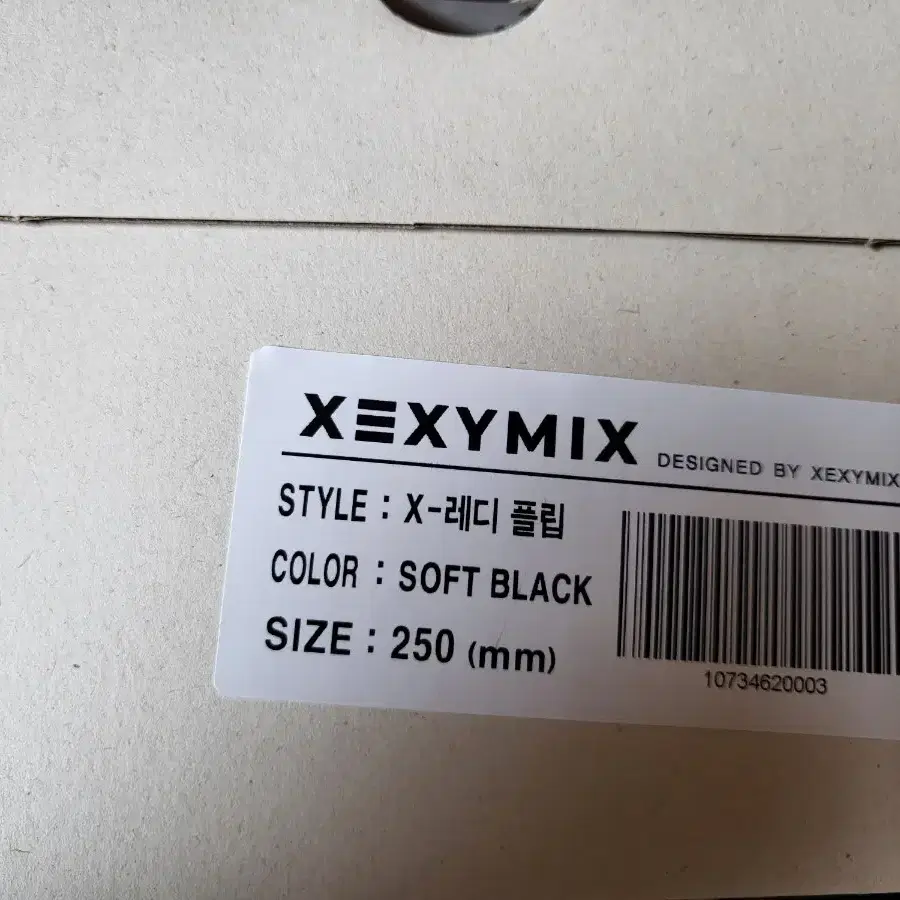 XEXYMIX DESIGNED BY XEXYMIX
STYLE : X-레디 플립
COLOR : SOFT BLACK
SIZE : 250 (mm)
10734620003